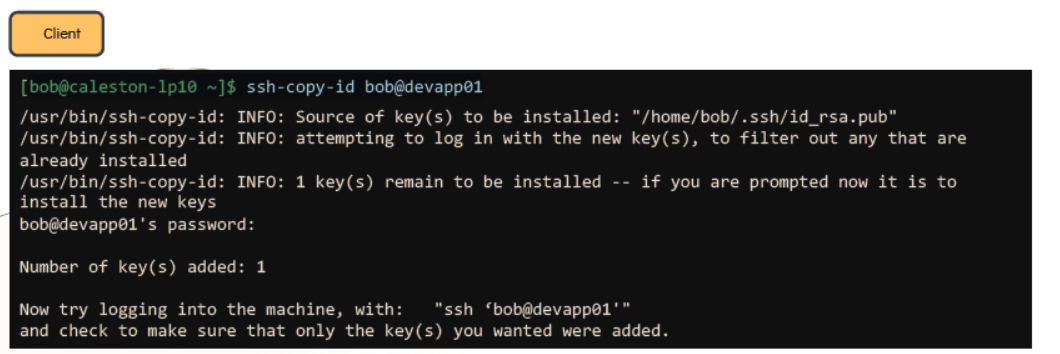 Client
[bob@caleston-lp10 ~]$ ssh-copy-id bob@devapp01
/usr/bin/ssh-copy-id: INFO: Source of key(s) to be installed: "/home/bob/.ssh/id_rsa.pub"
/usr/bin/ssh-copy-id: INFO: attempting to log in with the new key(s), to filter out any that are
already installed
/usr/bin/ssh-copy-id: INFO: 1 key(s) remain to be installed -- if you are prompted now it is to
install the new keys
bob@devapp01's password:
Number of key(s) added: 1
Now try logging into the machine, with:   "ssh ‘bob@devapp01'"
and check to make sure that only the key(s) you wanted were added.